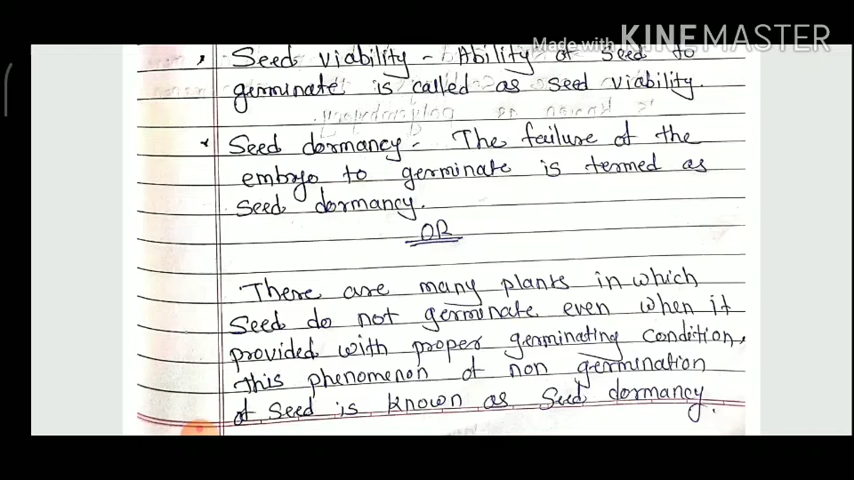 Made with KINEMASTER
Seed viability - Ability of seed to
germinate is called as seed viability.
Seed dormancy - The failure of the
embryo to germinate is termed as
Seed dormancy.
OR
There are many plants in which
Seed do not germinate even when it
provided with proper germinating condition,
this phenomenon of non germination
of seed is known as Seed dormancy.